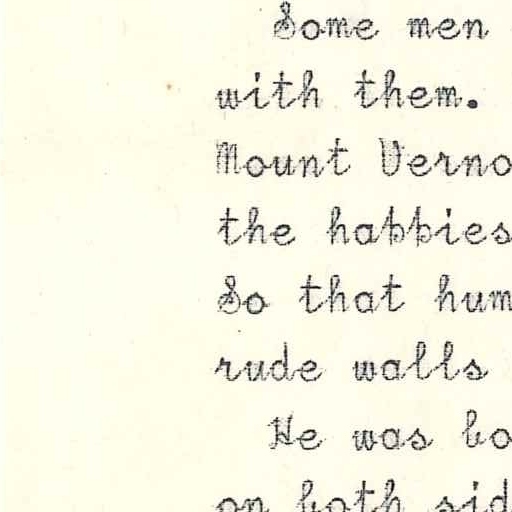 Some men
with them.
Mount Verno
the happies
So that hum
rude walls
He was bo
on both sid